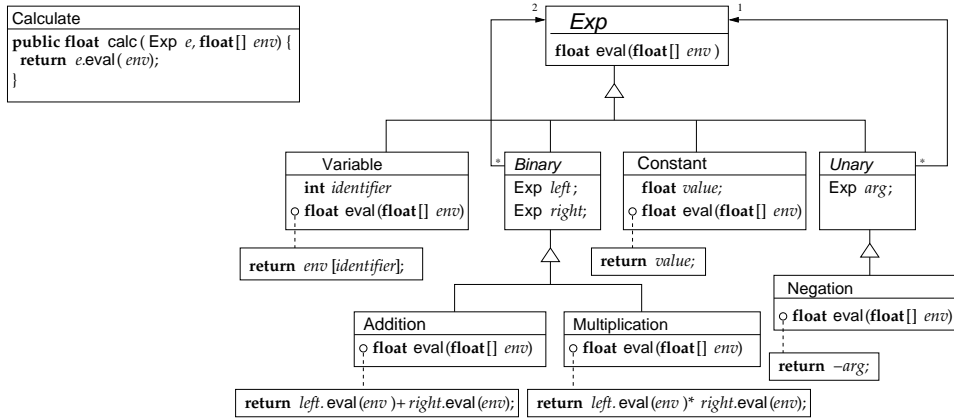 Calculate
public float calc ( Exp e, float[] env) {
return e.eval( env);
}
2
Exp
1
float eval(float[] env )
Variable
int identifier
float eval(float[] env)
return env [identifier];
*
Binary
Exp left ;
Exp right;
Constant
float value;
float eval(float[] env)
return value;
Unary
*
Exp arg;
Addition
float eval(float[] env)
return left. eval(env )+ right.eval(env);
Multiplication
float eval(float[] env)
return left. eval(env )* right.eval(env);
Negation
float eval(float[] env)
return –arg;